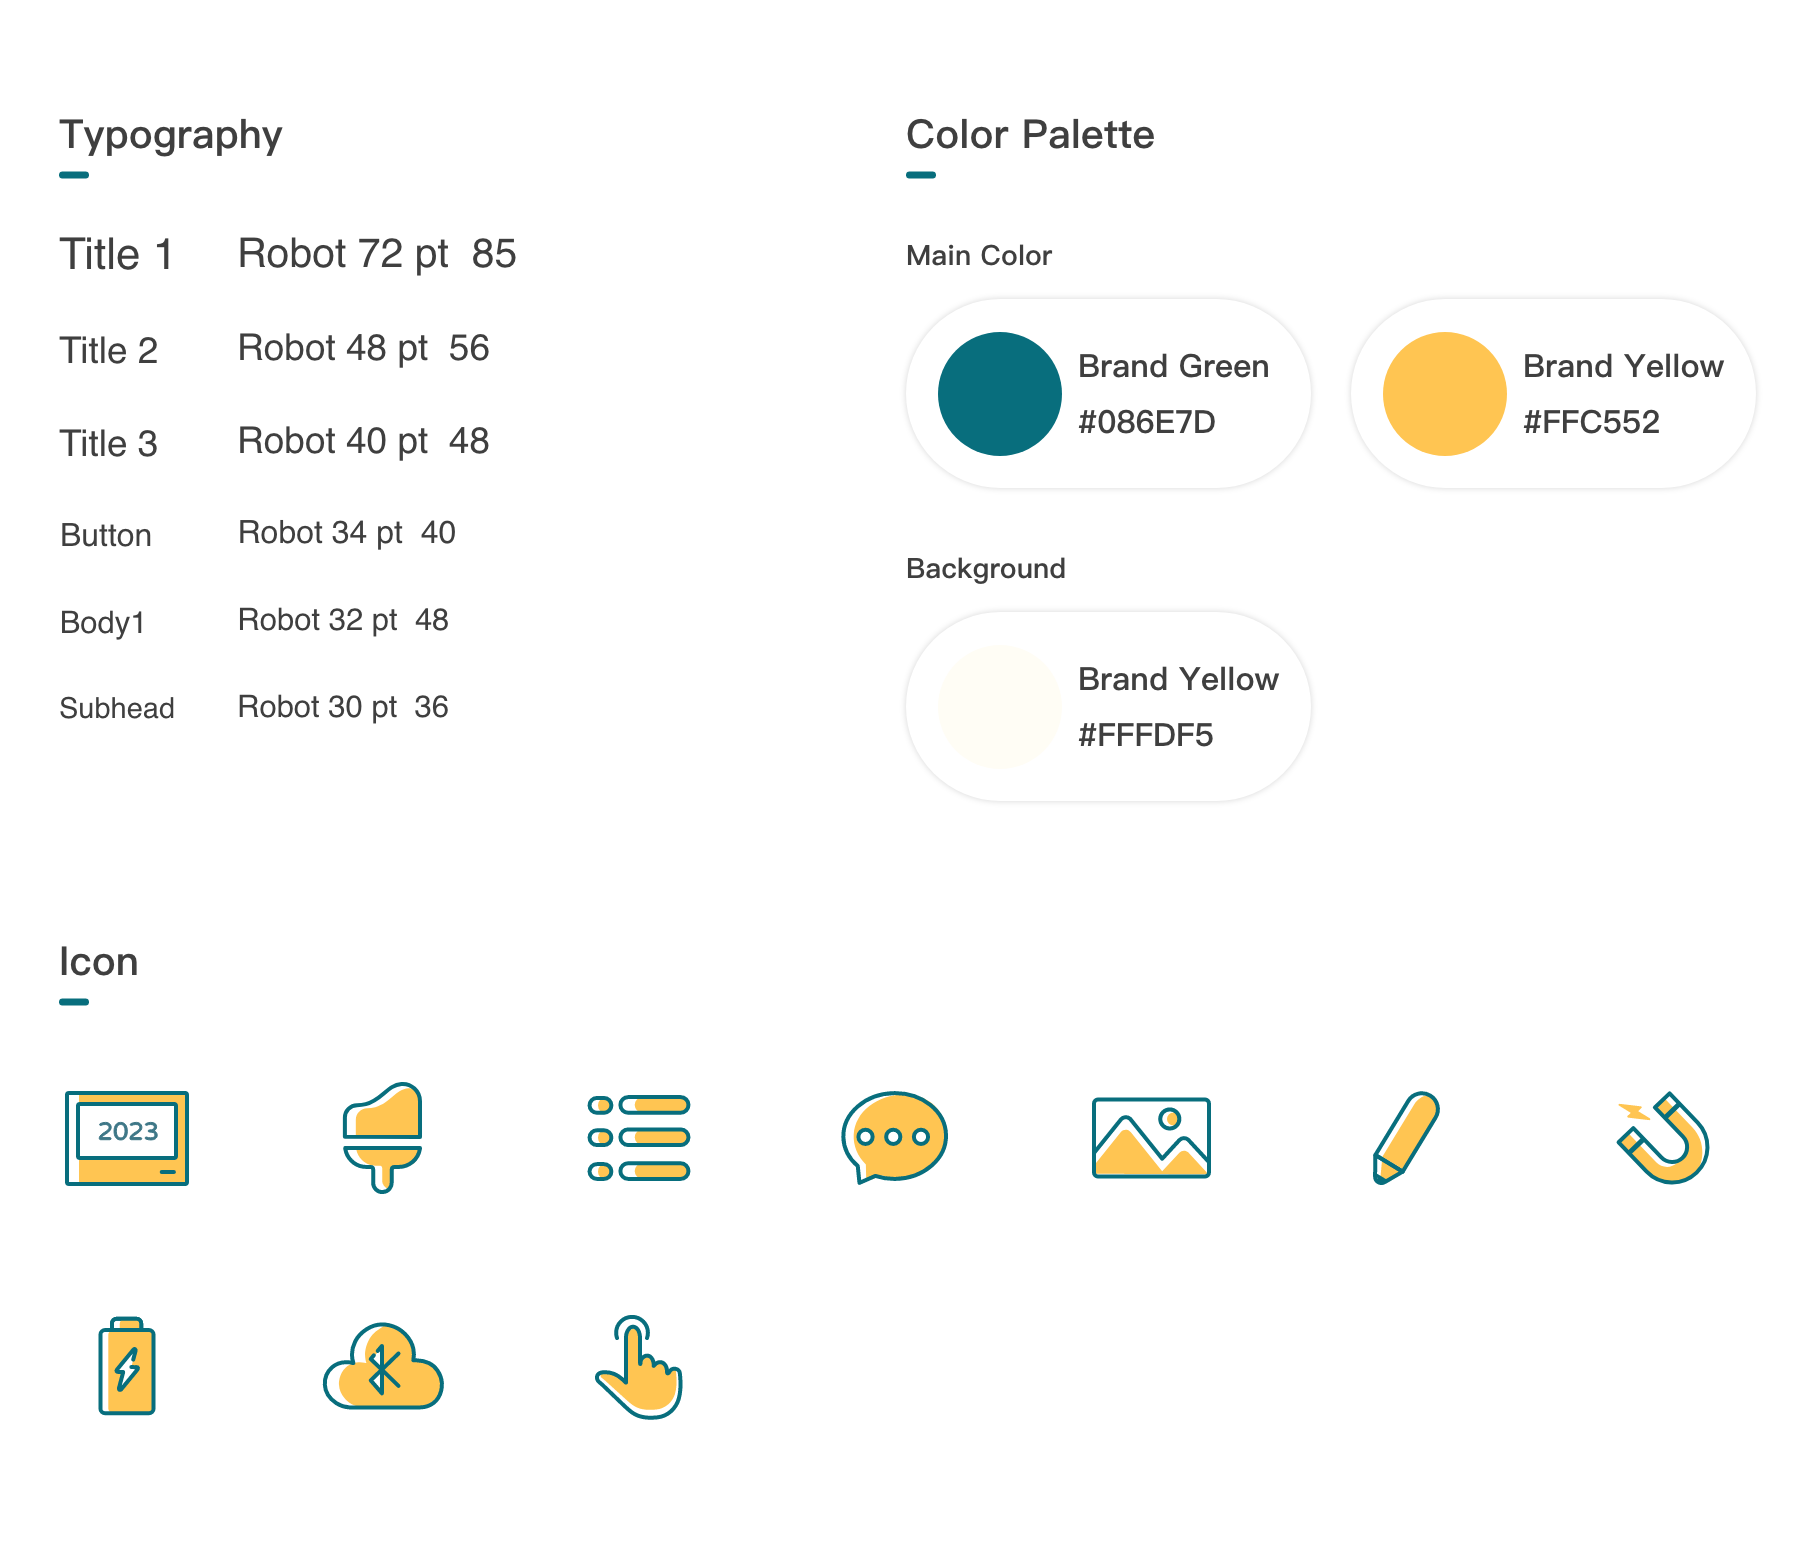 Typography
Title 1 Robot 72 pt 85
Title 2 Robot 48 pt 56
Title 3 Robot 40 pt 48
Button Robot 34 pt 40
Body1 Robot 32 pt 48
Subhead Robot 30 pt 36
Color Palette
Main Color
Brand Green
#086E7D
Brand Yellow
#FFC552
Background
Brand Yellow
#FFFDF5
Icon
2023